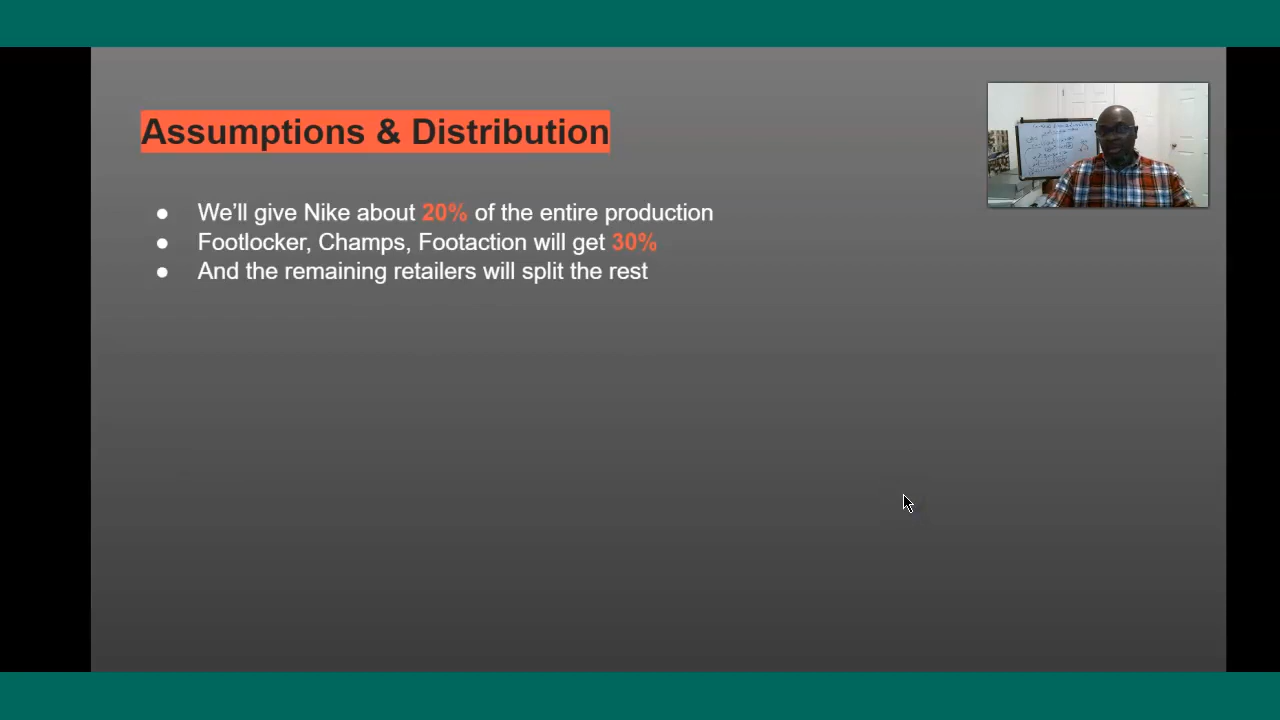 Assumptions & Distribution
● We’ll give Nike about 20% of the entire production
● Footlocker, Champs, Footaction will get 30%
● And the remaining retailers will split the rest